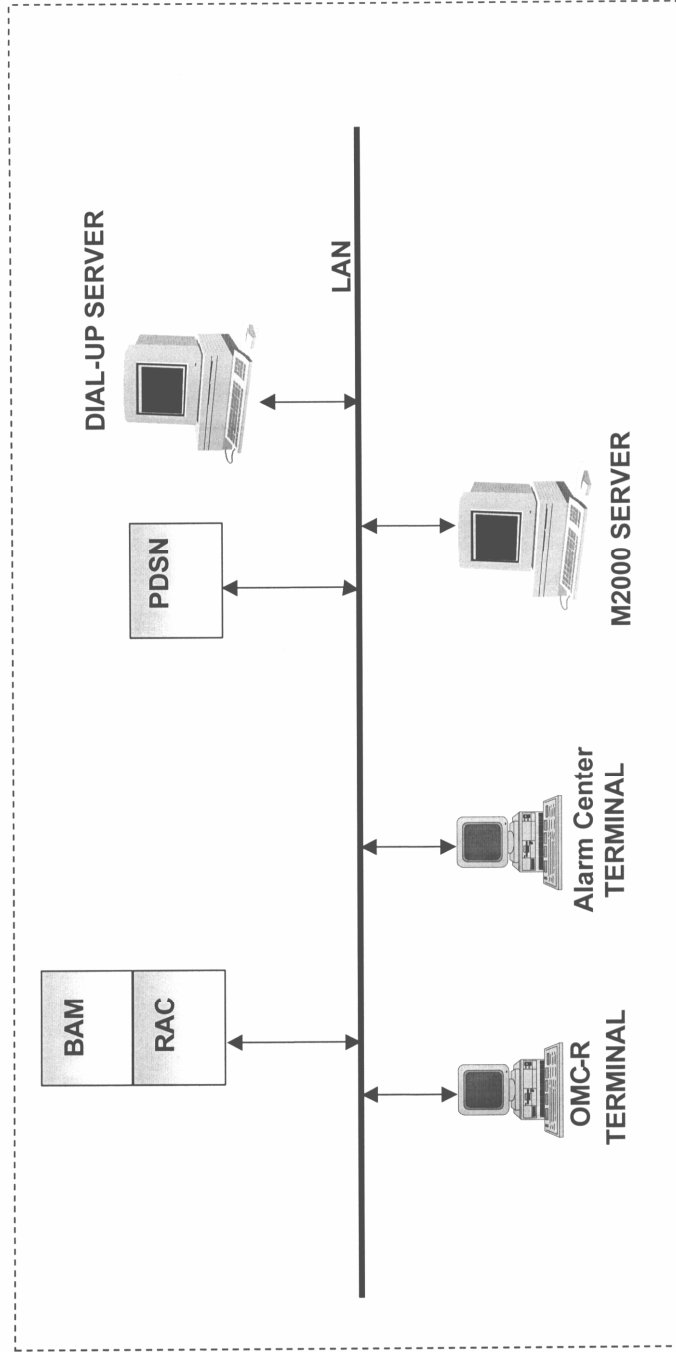 BAM
RAC
PDSN
DIAL-UP SERVER
LAN
OMC-R
TERMINAL
Alarm Center
TERMINAL
M2000 SERVER